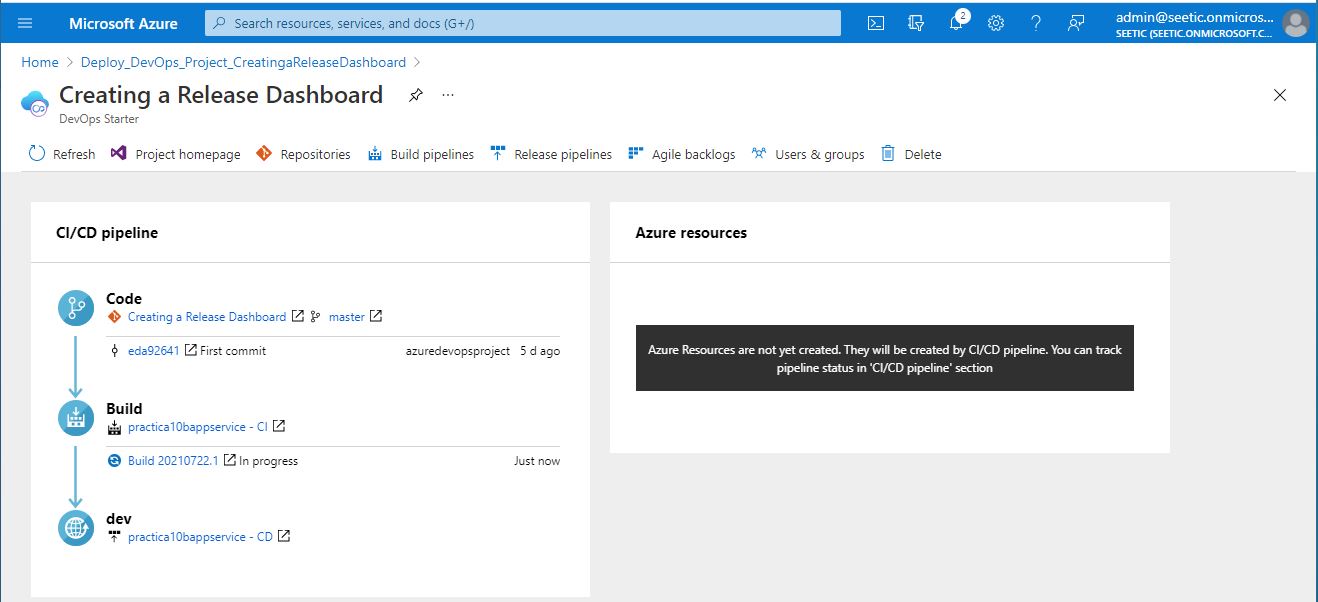 Microsoft Azure
Search resources, services, and docs (G+/)
2
admin@seetic.onmicros...
SEETIC (SEETIC.ONMICROSOFT.C...
Home > Deploy_DevOps_Project_CreatingaReleaseDashboard >
Creating a Release Dashboard ...
DevOps Starter
Refresh Project homepage Repositories Build pipelines Release pipelines Agile backlogs Users & groups Delete
CI/CD pipeline
Code
Creating a Release Dashboard master
eda92641 First commit azuredevopsproject 5 d ago
Build
practica10bappservice - CI
Build 20210722.1 In progress Just now
dev
practica10bappservice - CD
Azure resources
Azure Resources are not yet created. They will be created by CI/CD pipeline. You can track
pipeline status in 'CI/CD pipeline' section